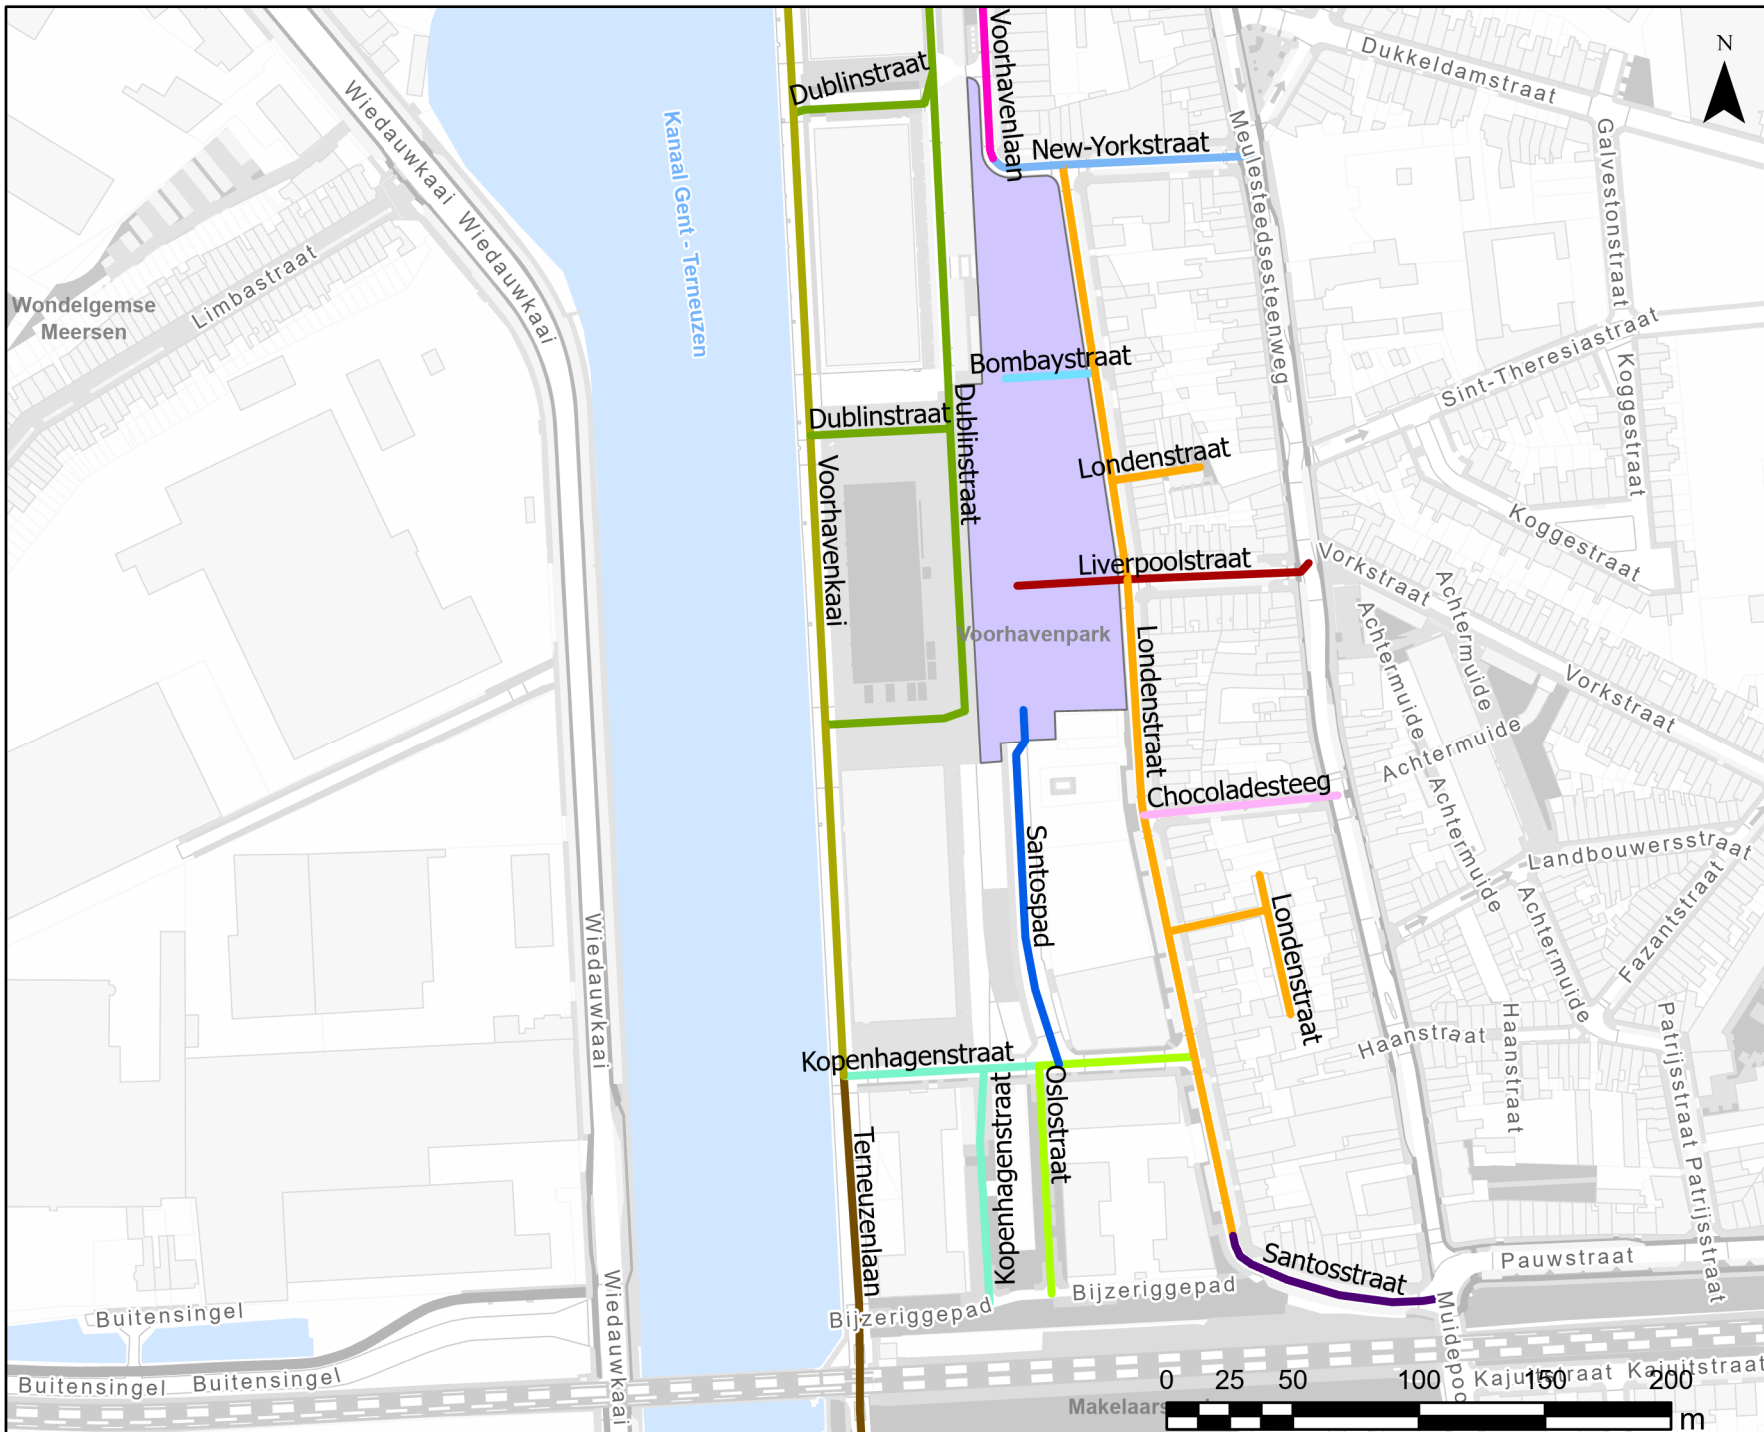 Voorhavenlaan
N
Dukkeldamstraat
Dublinstraat
Wiedauwkaai
Kanaal Gent - Terneuzen
New-Yorkstraat
Meulesteedsesteenweg
Galvestonstraat
Wiedauwkaai
Limbastraat
Wondelgemse
Meersen
Sint-Theresiastraat
Bombaystraat
Koggestraat
Dublinstraat
Dublinstraat
Londenstraat
Voorhavenkaai
Koggestraat
Liverpoolstraat
Vorkstraat
Achtermuide
Achtermuide
Voorhavenpark
Londenstraat
Vorkstraat
Achtermuide
Chocoladesteeg
Achtermuide
Santospad
Landbouwersstraat
Fazantstraat
Achtermuide
Londenstraat
Wiedauwkaai
Haanstraat
Haanstraat
Patrijsstraat
Kopenhagenstraat
Kopenhagenstraat
Oslostraat
Terneuzenlaan
Patrijsstraat
Santosstraat
Pauwstraat
Bijzeriggepad
Bijzeriggepad
Buitensingel
Wiedauwkaai
Muidepoo
Buitensingel
Buitensingel
Kajuitstraat
Kajuitstraat
0 25 50 100 150 200
m